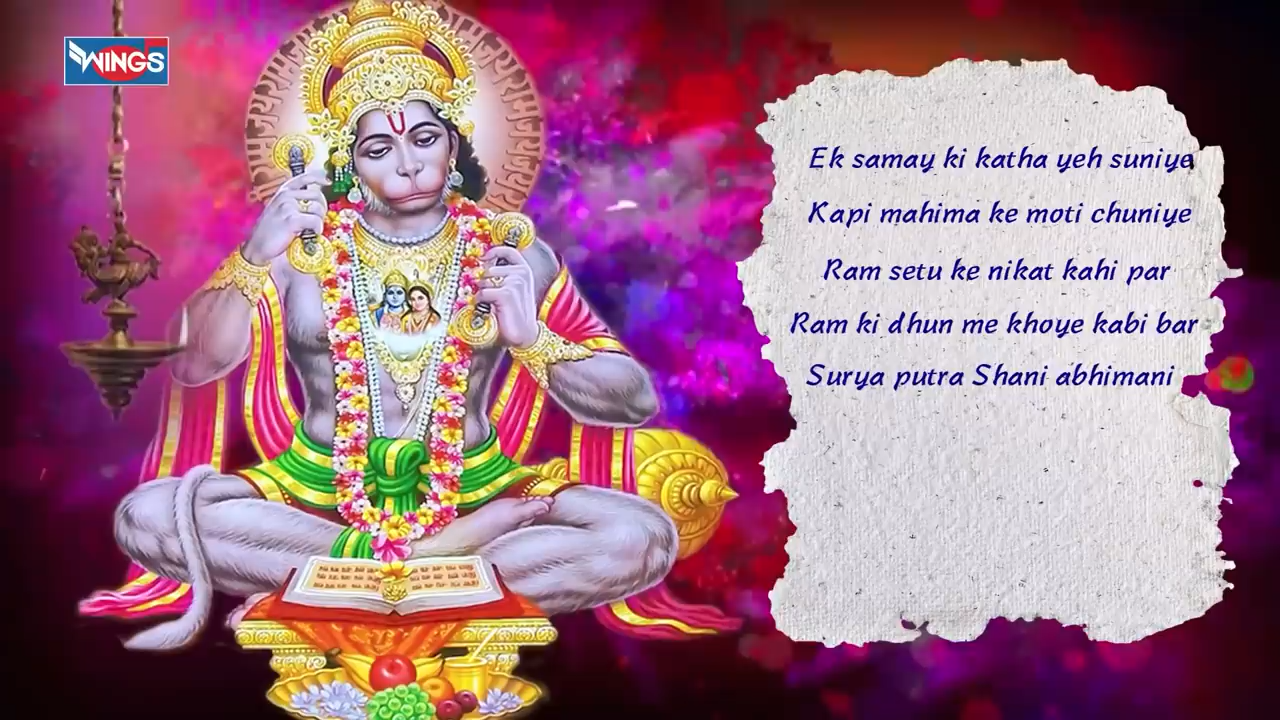 WINGS
Ek samay ki katha yeh suniye
Kapi mahima ke moti chuniye
Ram setu ke nikat kahi par
Ram ki dhun me khoye kabi bar
Surya putra Shani abhimani